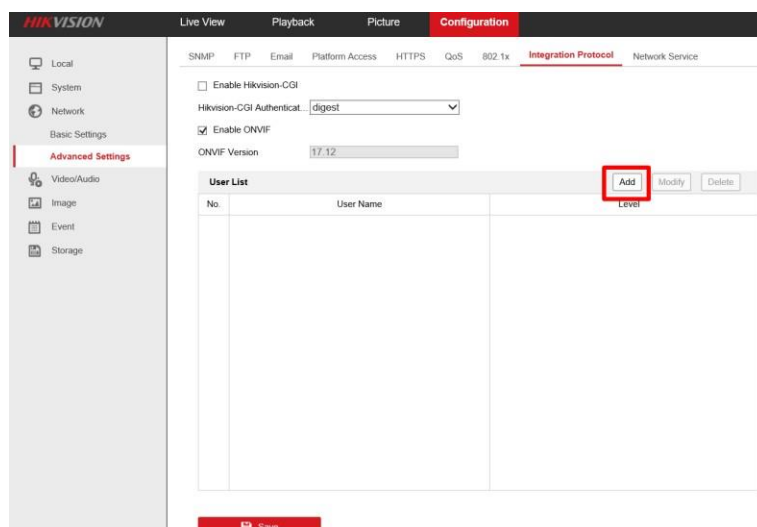 HIKVISION Live View Playback Picture Configuration
SNMP FTP Email Platform Access HTTPS QoS 802.1x Integration Protocol Network Service
Local
System
Network
Basic Settings
Advanced Settings
Video/Audio
Image
Event
Storage
Enable Hikvision-CGI
Hikvision-CGI Authenticat... digest
Enable ONVIF
ONVIF Version 17.12
User List Add Modify Delete
No. User Name Level
Save